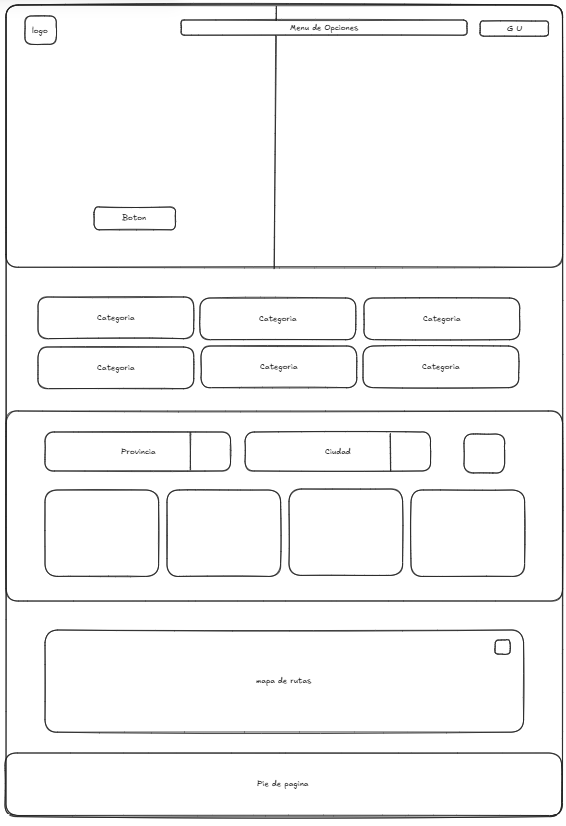 logo
Menu de Opciones
G U
Boton
Categoria
Categoria
Categoria
Categoria
Categoria
Categoria
Provincia
Ciudad
mapa de rutas
Pie de pagina